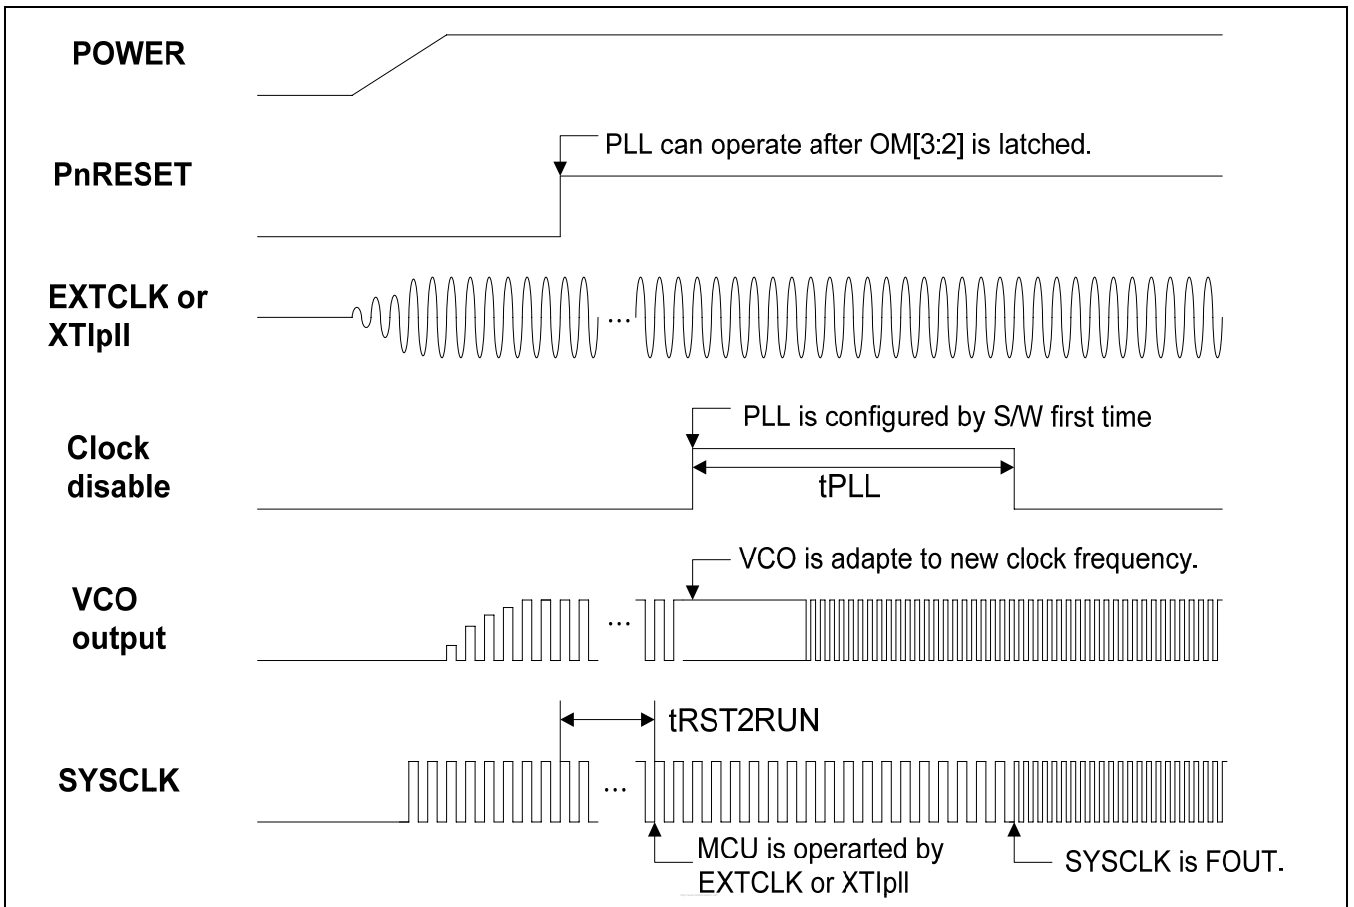 POWER
PLL can operate after OM[3:2] is latched.
PnRESET
EXTCLK or
XTIpll
...
PLL is configured by S/W first time
Clock
disable
tPLL
VCO is adapte to new clock frequency.
VCO
output
...
tRST2RUN
SYSCLK
...
MCU is operarted by
EXTCLK or XTIpll
SYSCLK is FOUT.